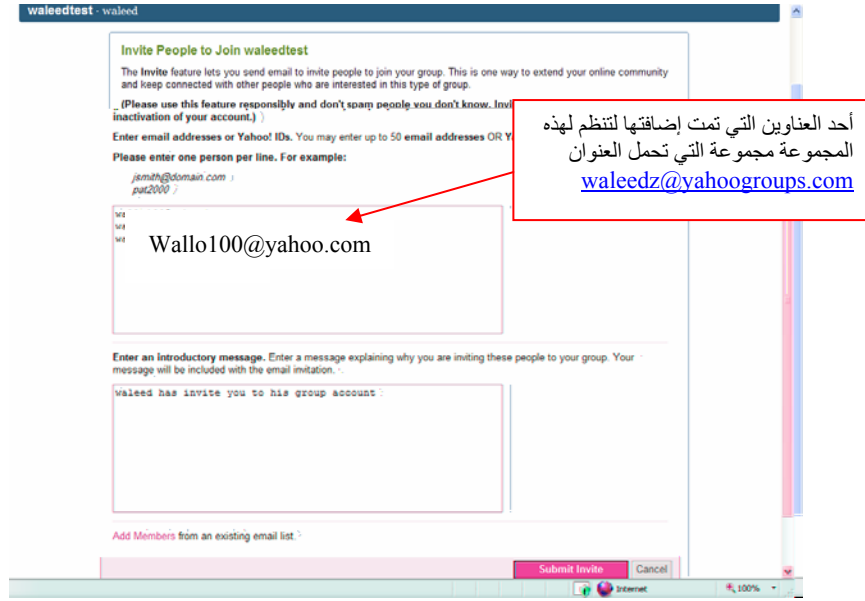 waleedtest - waleed
Invite People to Join waleedtest
The Invite feature lets you send email to invite people to join your group. This is one way to extend your online community
and keep connected with other people who are interested in this type of group.
(Please use this feature responsibly and don't spam people you don't know.
inactivation of your account.)
Enter email addresses or Yahoo! IDs. You may enter up to 50 email addresses OR
Please enter one person per line. For example:
jsmith@domain.com
pat2000
أحد العناوين التي تمت إضافتها لتنظم لهذه
المجموعة مجموعة التي تحمل العنوان
waleedz@yahoogroups.com
wa
wa
wa
Wallo100@yahoo.com
Enter an introductory message. Enter a message explaining why you are inviting these people to your group. Your
message will be included with the email invitation.
waleed has invite you to his group account
Add Members from an existing email list.
Submit Invite
Cancel
Internet
100%